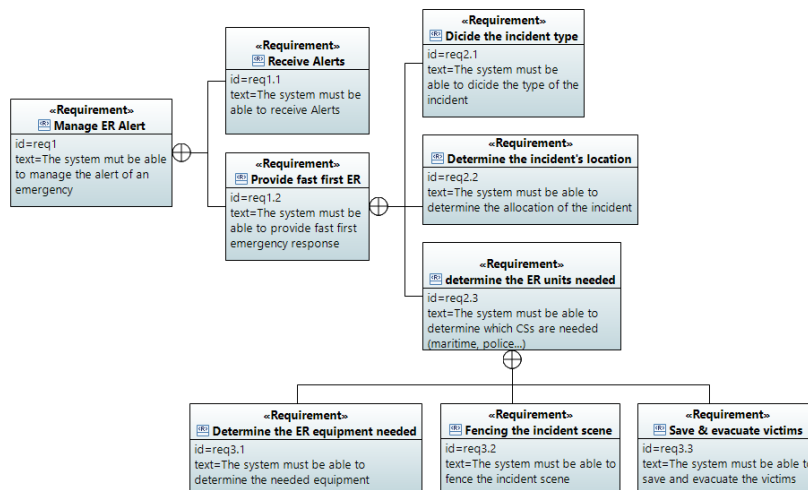 «Requirement»
Manage ER Alert
id=req1
text=The system mut be able
to manage the alert of an
emergency
«Requirement»
Receive Alerts
id=req1.1
text=The system must be
able to receive Alerts
«Requirement»
Provide fast first ER
id=req1.2
text=The system must be
able to provide fast first
emergency response
«Requirement»
Dicide the incident type
id=req2.1
text=The system must be
able to dicide the type of the
incident
«Requirement»
Determine the incident's location
id=req2.2
text=The system must be able to
determine the allocation of the incident
«Requirement»
determine the ER units needed
id=req2.3
text=The system must be able to
determine which CSs are needed
(maritime, police...)
«Requirement»
Determine the ER equipment needed
id=req3.1
text=The system must be able to
determine the needed equipment
«Requirement»
Fencing the incident scene
id=req3.2
text=The system must be able to
fence the incident scene
«Requirement»
Save & evacuate victims
id=req3.3
text=The system must be able to
save and evacuate the victims